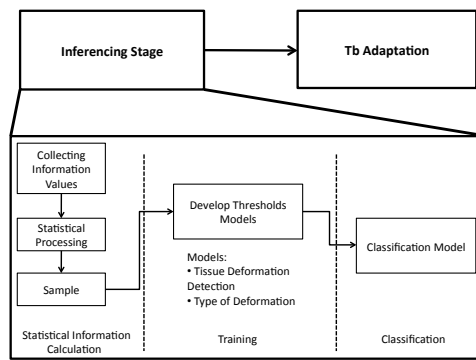 Inferencing Stage
Tb Adaptation
Collecting
Information
Values
Statistical
Processing
Sample
Statistical Information
Calculation
Develop Thresholds
Models
Models:
• Tissue Deformation
Detection
• Type of Deformation
Training
Classification Model
Classification